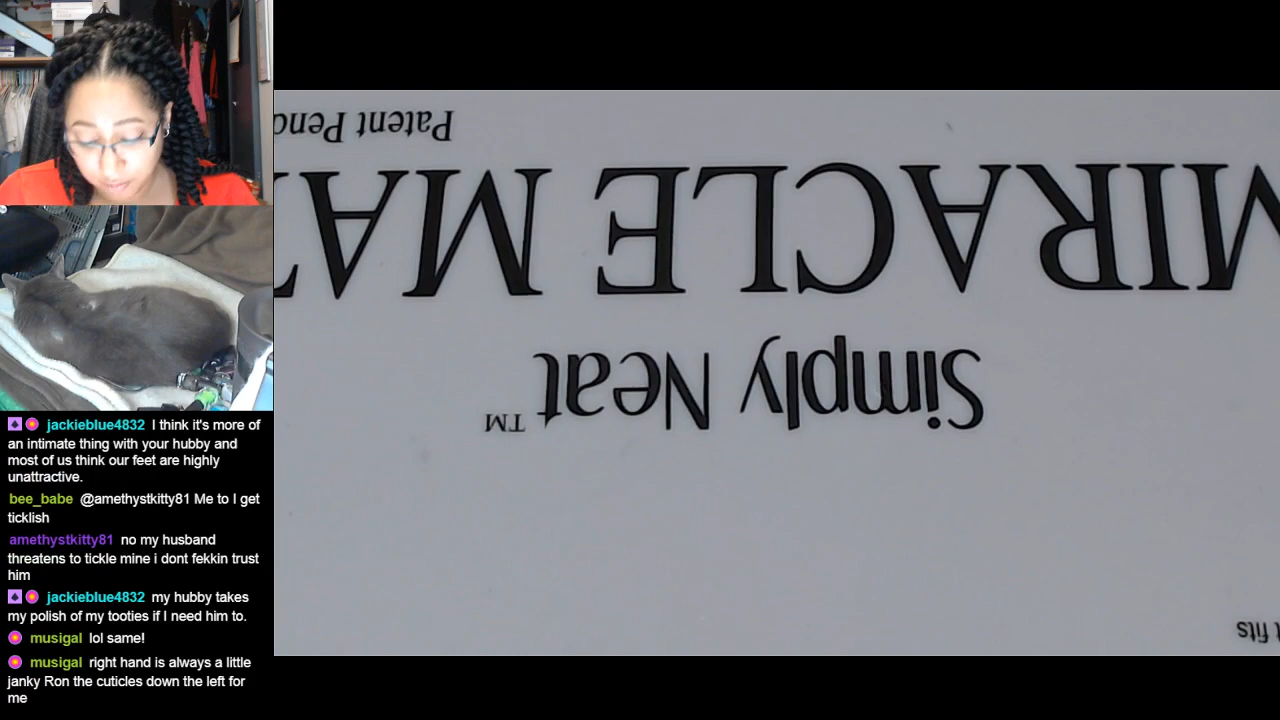 Patent Pend
MIRACLE MAT
Simply Neat™
t fits
jackieblue4832 I think it's more of
an intimate thing with your hubby and
most of us think our feet are highly
unattractive.
bee_babe @amethystkitty81 Me to I get
ticklish
amethystkitty81 no my husband
threatens to tickle mine i dont fekkin trust
him
jackieblue4832 my hubby takes
my polish of my tooties if I need him to.
musigal lol same!
musigal right hand is always a little
janky Ron the cuticles down the left for
me